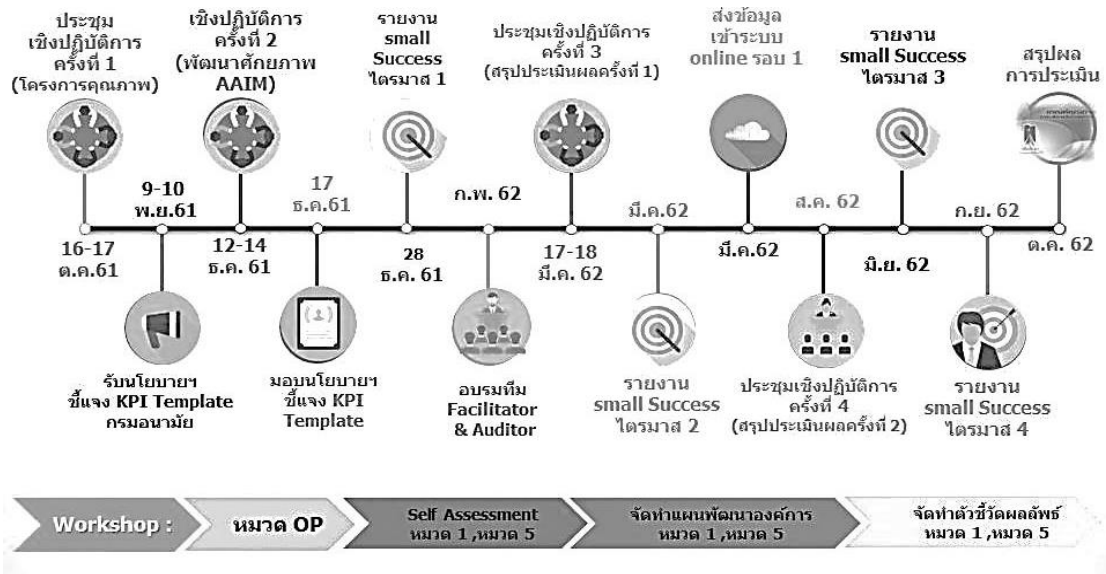 ประชุม
เชิงปฏิบัติการ
ครั้งที่ 1
(โครงการคุณภาพ)
เชิงปฏิบัติการ
ครั้งที่ 2
(พัฒนาศักยภาพ
AAIM)
รายงาน
small
Success
ไตรมาส 1
ประชุมเชิงปฏิบัติการ
ครั้งที่ 3
(สรุปประเมินผลครั้งที่ 1)
ส่งข้อมูล
เข้าระบบ
online รอบ 1
รายงาน
small Success
ไตรมาส 3
สรุปผล
การประเมิน
9-10
พ.ย.61
17
ธ.ค.61
ก.พ. 62
มี.ค.62
ส.ค. 62
ก.ย. 62
16-17
ต.ค.61
12-14
ธ.ค. 61
28
ธ.ค. 61
17-18
มี.ค. 62
มี.ค.62
มิ.ย. 62
ต.ค. 62
รับนโยบายฯ
ชี้แจง KPI Template
กรมอนามัย
มอบนโยบายฯ
ชี้แจง KPI
Template
อบรมทีม
Facilitator
& Auditor
รายงาน
small Success
ไตรมาส 2
ประชุมเชิงปฏิบัติการ
ครั้งที่ 4
(สรุปประเมินผลครั้งที่ 2)
รายงาน
small Success
ไตรมาส 4
Workshop :
หมวด OP
Self Assessment
หมวด 1 ,หมวด 5
จัดทำแผนพัฒนาองค์การ
หมวด 1 ,หมวด 5
จัดทำตัวชี้วัดผลลัพธ์
หมวด 1 ,หมวด 5